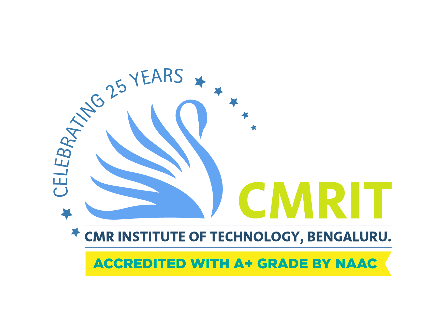 CELEBRATING 25 YEARS
CMRIT
CMR INSTITUTE OF TECHNOLOGY, BENGALURU.
ACCREDITED WITH A+ GRADE BY NAAC